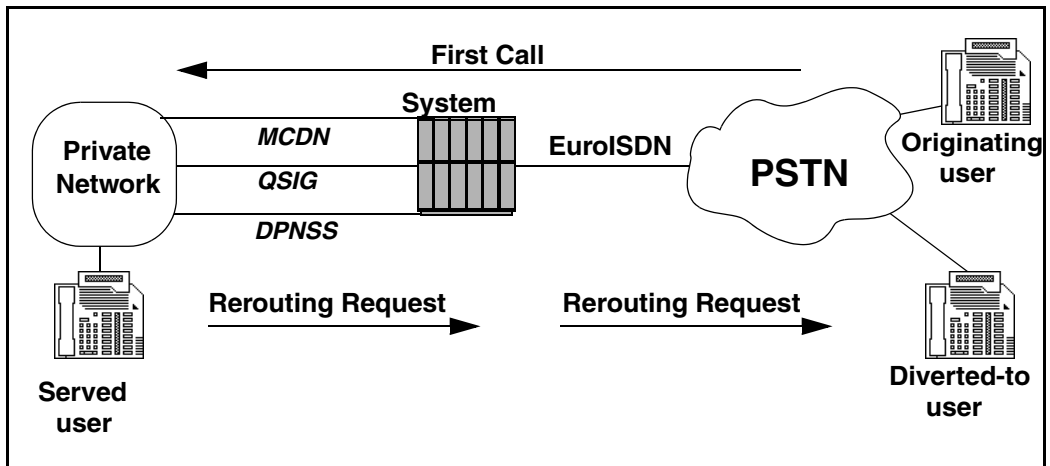 First Call
System
MCDN
EuroISDN
Originating
user
Private
Network
QSIG
PSTN
DPNSS
Rerouting Request
Rerouting Request
Served
user
Diverted-to
user